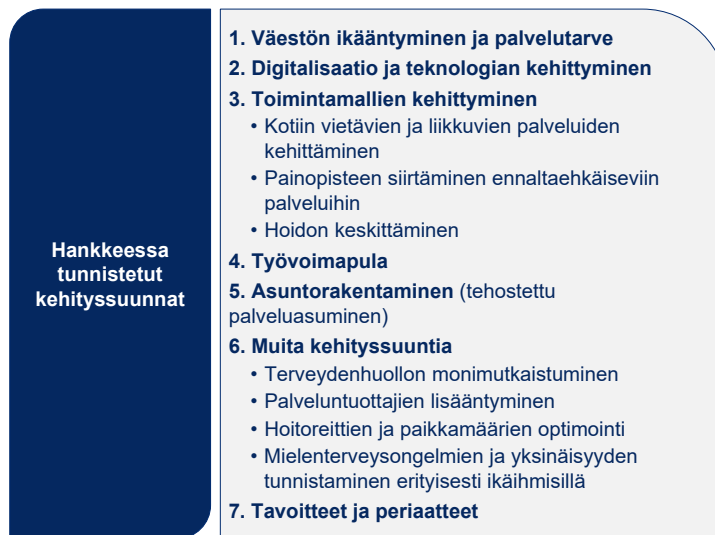 Hankkeessa
tunnistetut
kehityssuunnat
1. Väestön ikääntyminen ja palvelutarve
2. Digitalisaatio ja teknologian kehittyminen
3. Toimintamallien kehittyminen
• Kotiin vietävien ja liikkuvien palveluiden
kehittäminen
• Painopisteen siirtäminen ennaltaehkäiseviin
palveluihin
• Hoidon keskittäminen
4. Työvoimapula
5. Asuntorakentaminen (tehostettu
palveluasuminen)
6. Muita kehityssuuntia
• Terveydenhuollon monimutkaistuminen
• Palveluntuottajien lisääntyminen
• Hoitoreittien ja paikkamäärien optimointi
• Mielenterveysongelmien ja yksinäisyyden
tunnistaminen erityisesti ikäihmisillä
7. Tavoitteet ja periaatteet